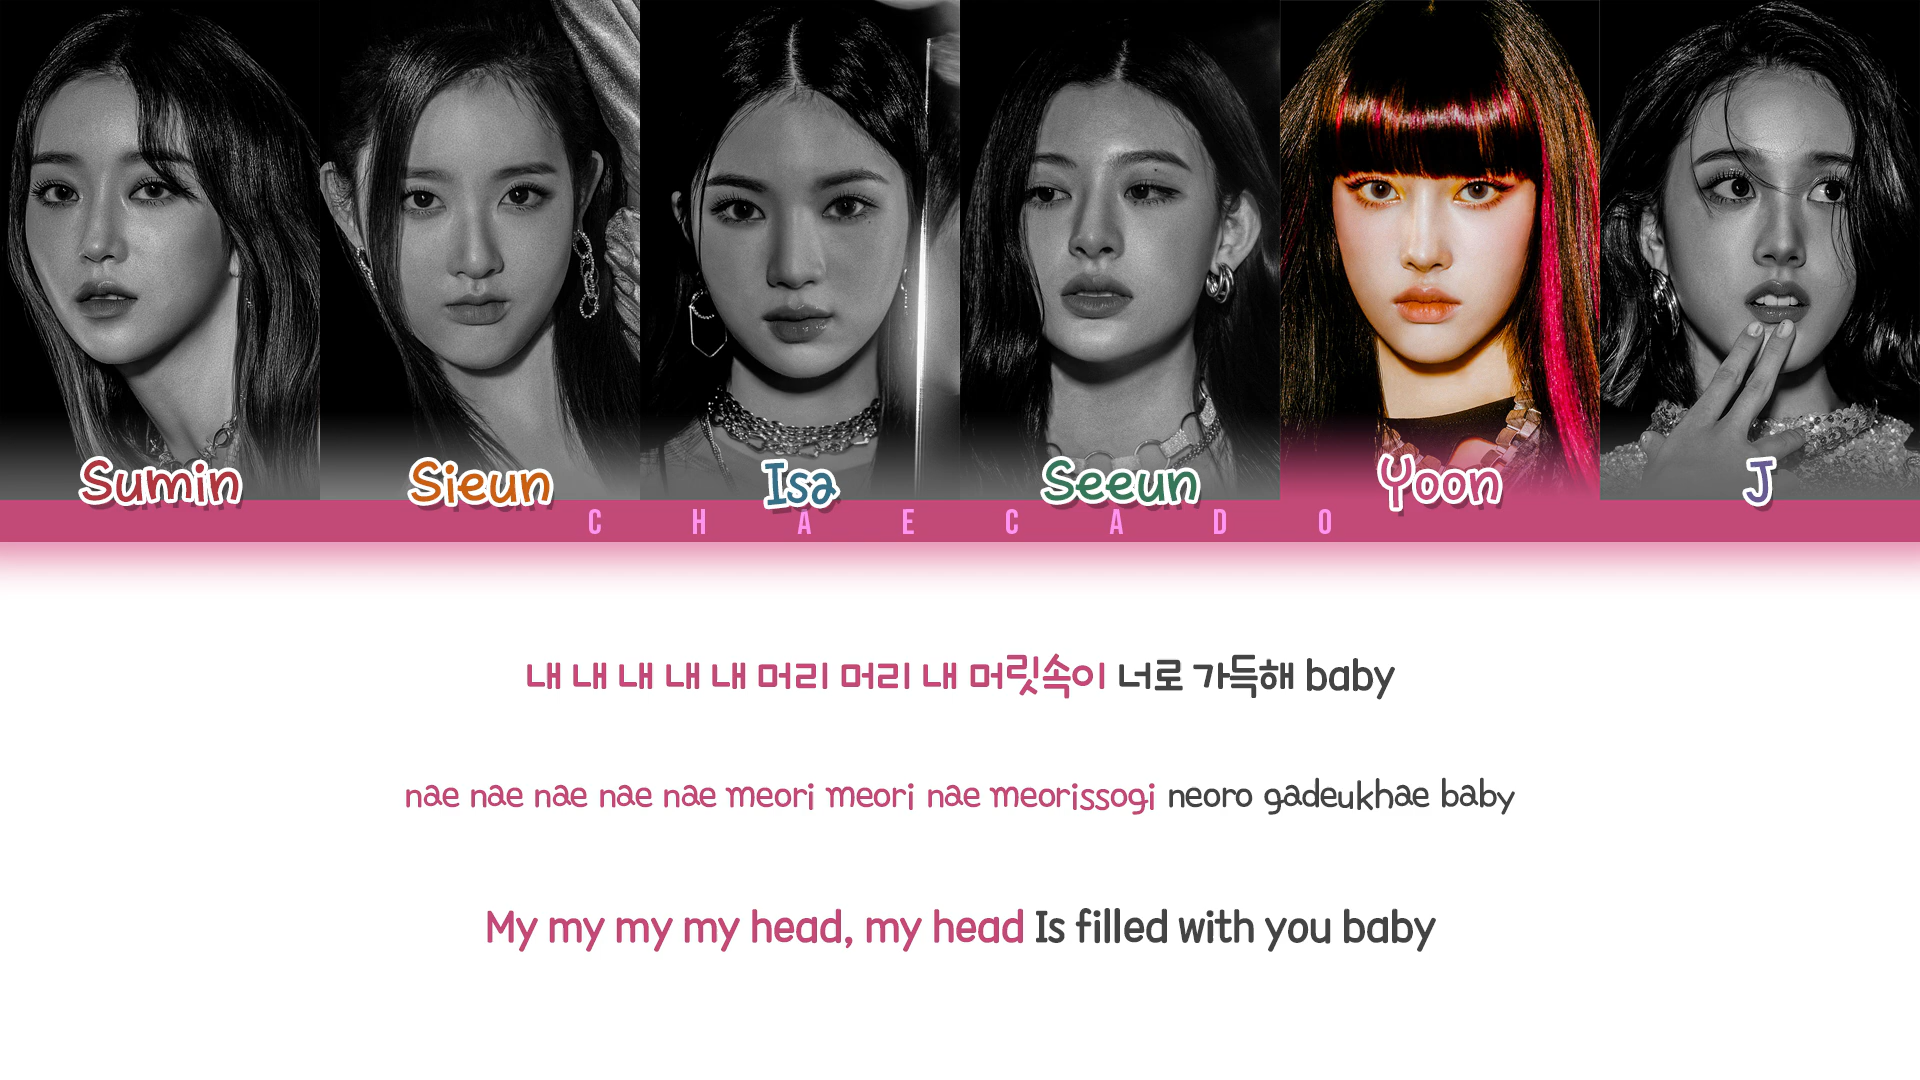 Sumin Sieun Isa Seeun Yoon J
CHAECADO
내 내 내 내 내 머리 머리 내 머릿속이 너로 가득해 baby
nae nae nae nae nae meori meori nae meorissogi neoro gadeukhae baby
My my my my head, my head Is filled with you baby